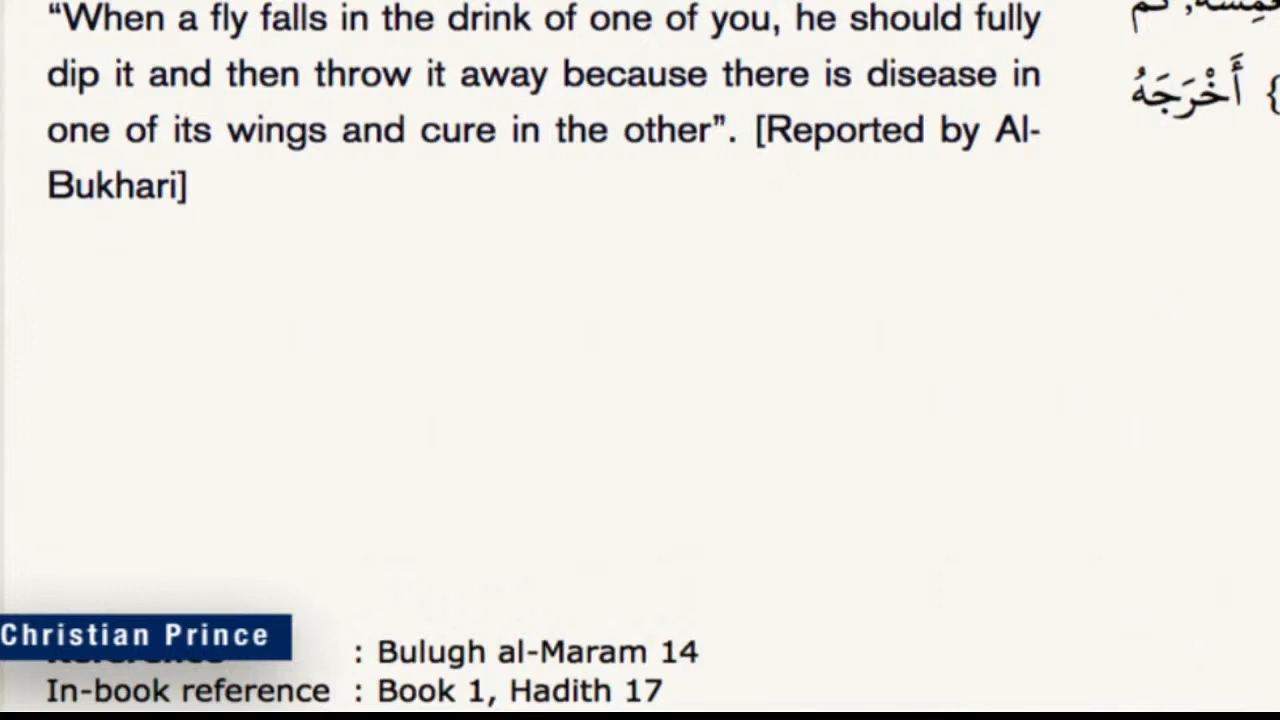 “When a fly falls in the drink of one of you, he should fully
dip it and then throw it away because there is disease in
one of its wings and cure in the other”. [Reported by Al-
Bukhari]
أَخْرَجَهُ }
Christian Prince
: Bulugh al-Maram 14
In-book reference : Book 1, Hadith 17